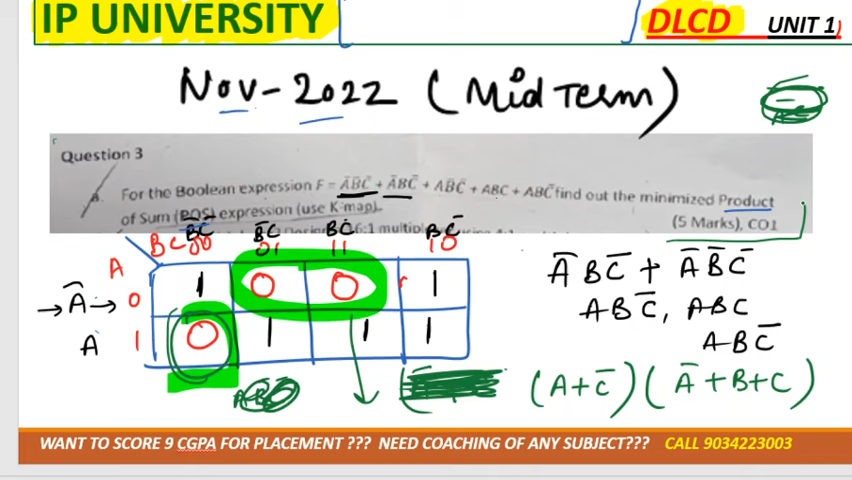 IP UNIVERSITY
DLCD UNIT 1)
Nov-2022 (Mid Term)
Question 3
a. For the Boolean expression F = A̅B̅C̅ + A̅BC̅ + AB̅C + ABC + ABC̅ find out the minimized Product
of Sum (POS) expression (use K-map).
(5 Marks), CO1
B̅C̅ B̅C BC BC̅
BC 00 01 11 10
A
→ A̅ → 0 1 0 0 1
A 1 0 1 1 1
A̅BC̅ + A̅B̅C̅
ABC̅, ABC
ABC̅
(A+C̅)(A̅+B+C)
WANT TO SCORE 9 CGPA FOR PLACEMENT ??? NEED COACHING OF ANY SUBJECT??? CALL 9034223003